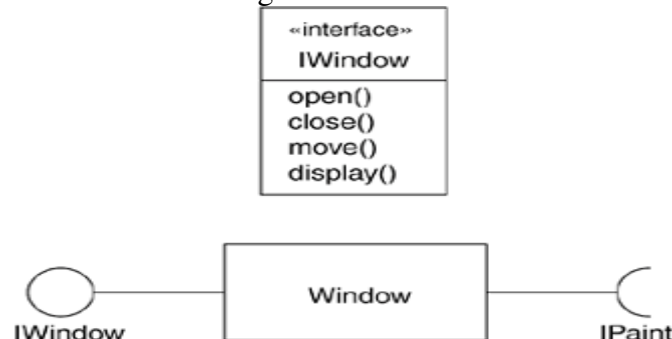 «interface»
IWindow
open()
close()
move()
display()
Window
IWindow
IPaint